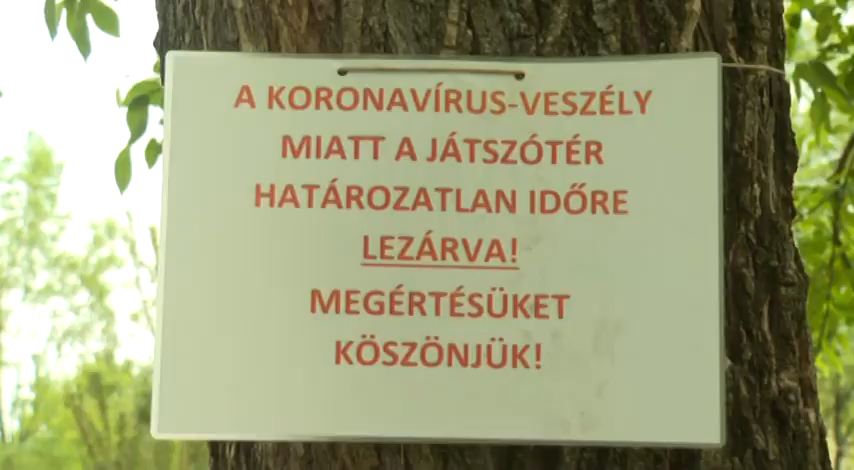 A KORONAVÍRUS-VESZÉLY
MIATT A JÁTSZÓTÉR
HATÁROZATLAN IDŐRE
LEZÁRVA!
MEGÉRTÉSÜKET
KÖSZÖNJÜK!